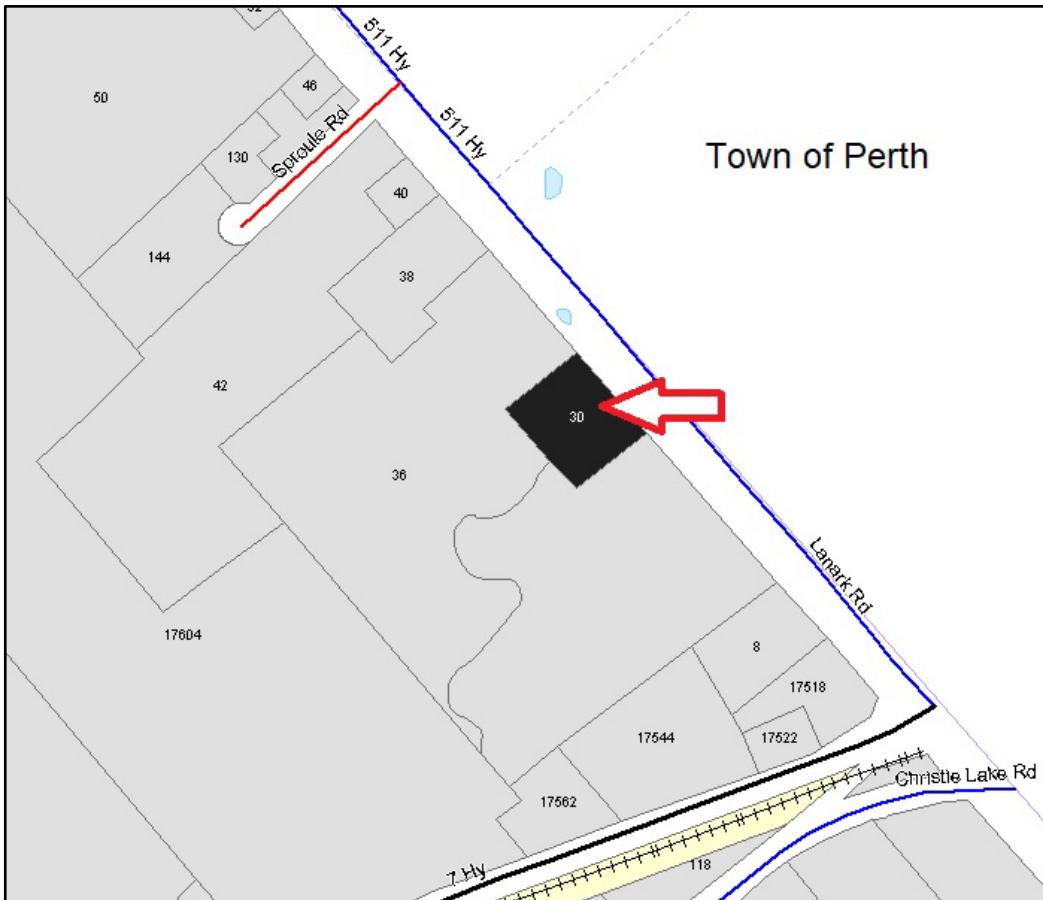 52
511 Hy
50
46
511 Hy
Sproule Rd
130
Town of Perth
40
144
38
42
30
36
Lanark Rd
17604
8
17518
17544
17522
Christie Lake Rd
17562
118
7 Hy